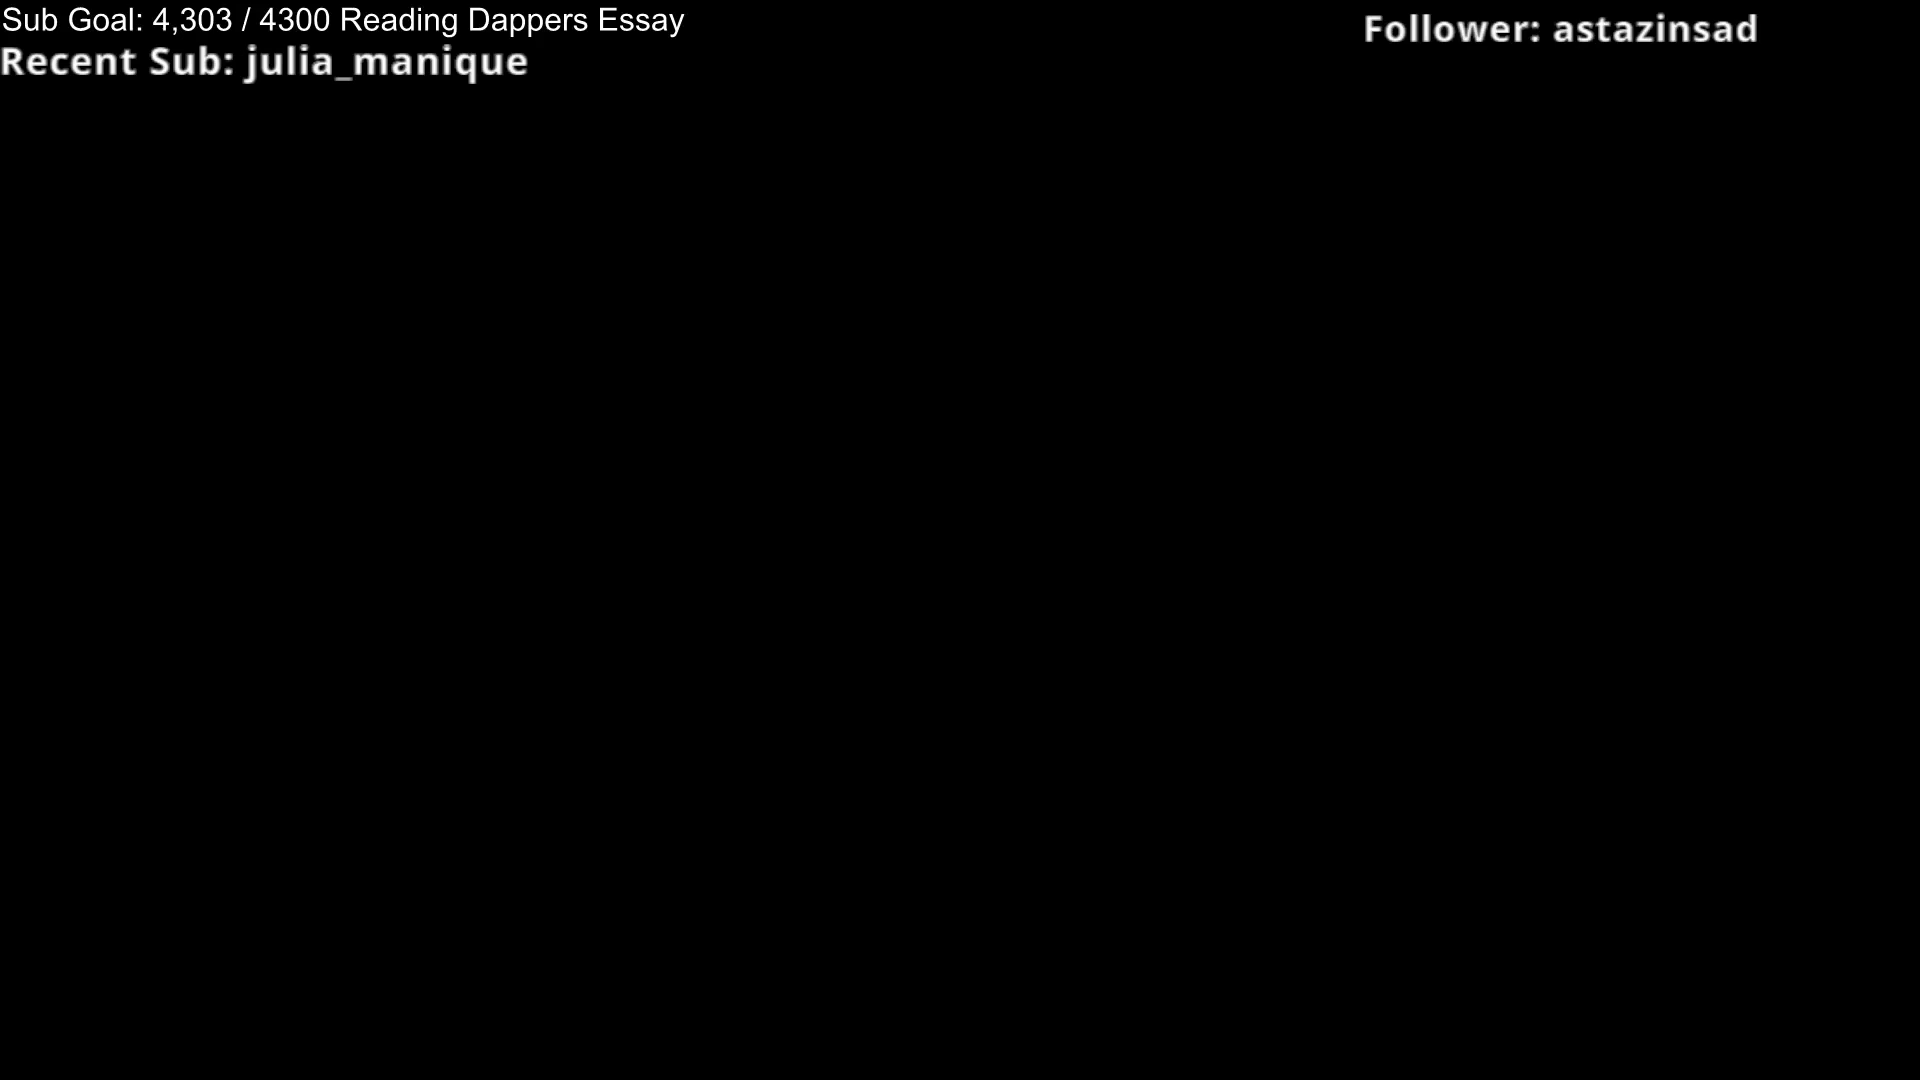 Sub Goal: 4,303 / 4300 Reading Dappers Essay
Follower: astazinsad
Recent Sub: julia_manique